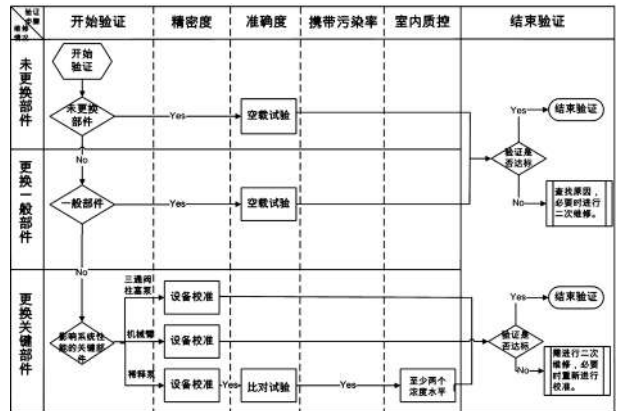 验证
步骤
维修
情况
开始验证
精密度
准确度
携带污染率
室内质控
结束验证
未更换部件
开始
验证
未更换
部件
Yes
空载试验
Yes
结束验证
验证是
否达标
No
No
查找原因，
必要时进行
二次维修。
更换一般部件
一般部件
Yes
空载试验
No
更换关键部件
三通阀
柱塞泵
设备校准
Yes
结束验证
影响系统性
能的关键部
件
机械臂
设备校准
验证是
否达标
No
需进行二次
维修，必要
时重新进行
校准。
稀释泵
设备校准
Yes
比对试验
Yes
至少两个
浓度水平